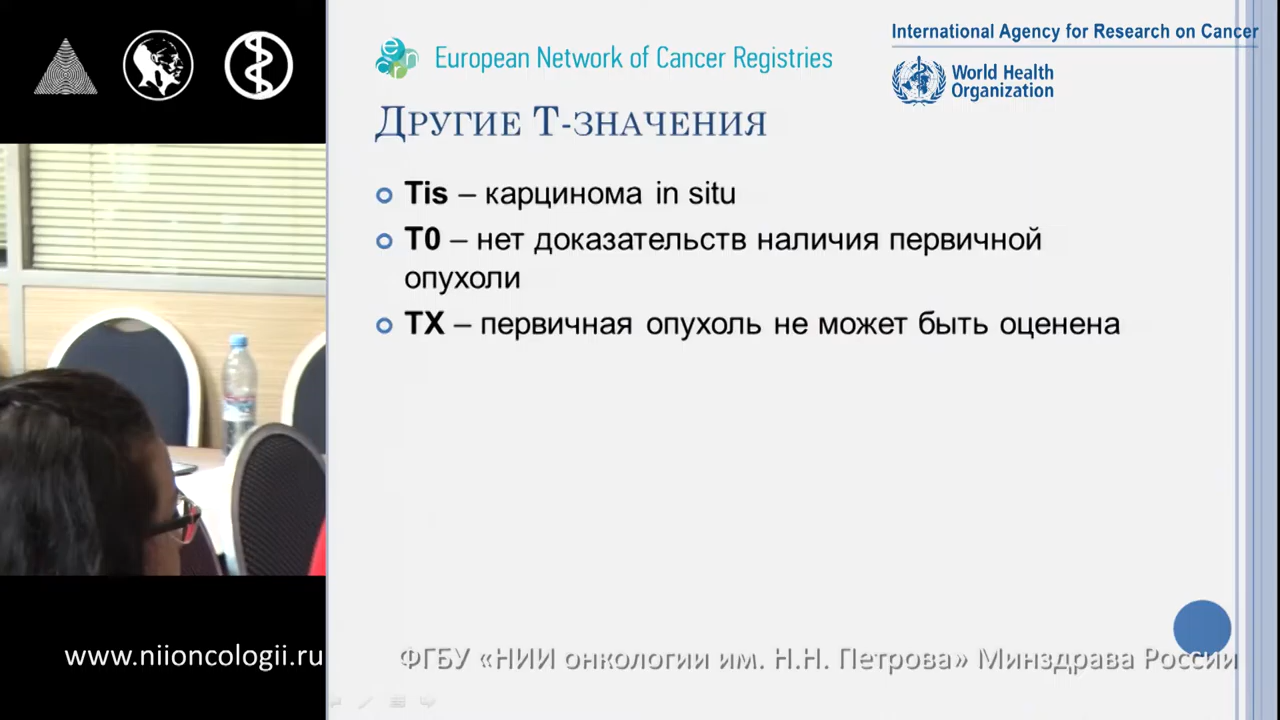 European Network of Cancer Registries
International Agency for Research on Cancer
World Health
Organization
Другие Т-значения
Tis – карцинома in situ
T0 – нет доказательств наличия первичной
опухоли
TX – первичная опухоль не может быть оценена
www.niioncologii.ru
ФГБУ «НИИ онкологии им. Н.Н. Петрова» Минздрава России